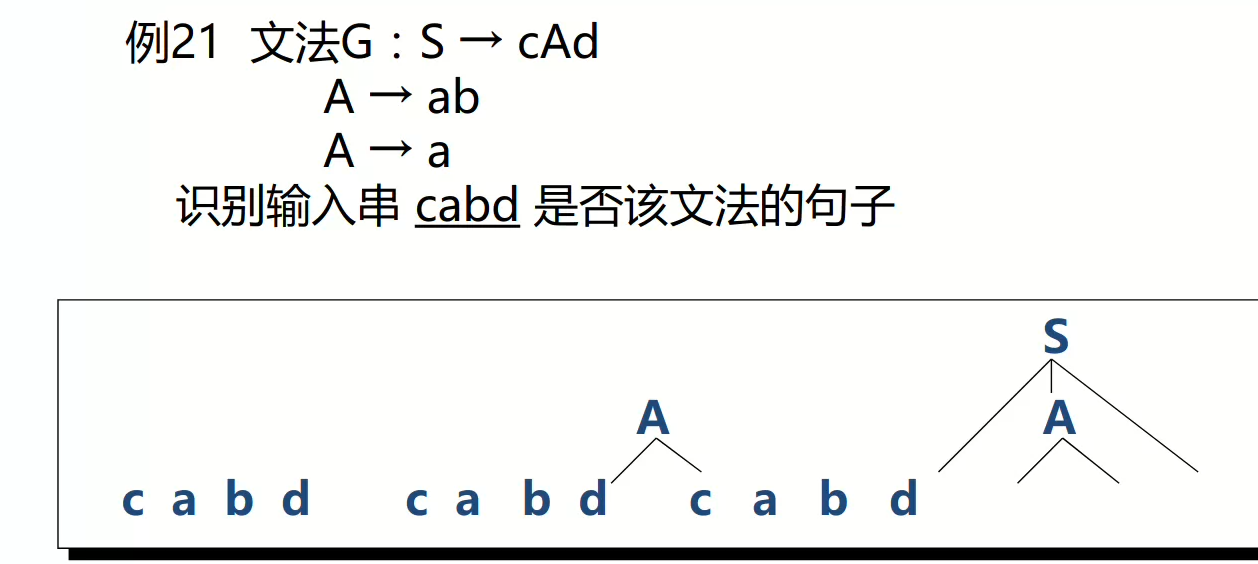 例21 文法G：S → cAd
A → ab
A → a
识别输入串 cabd 是否该文法的句子
S
A A
c a b d c a b d c a b d